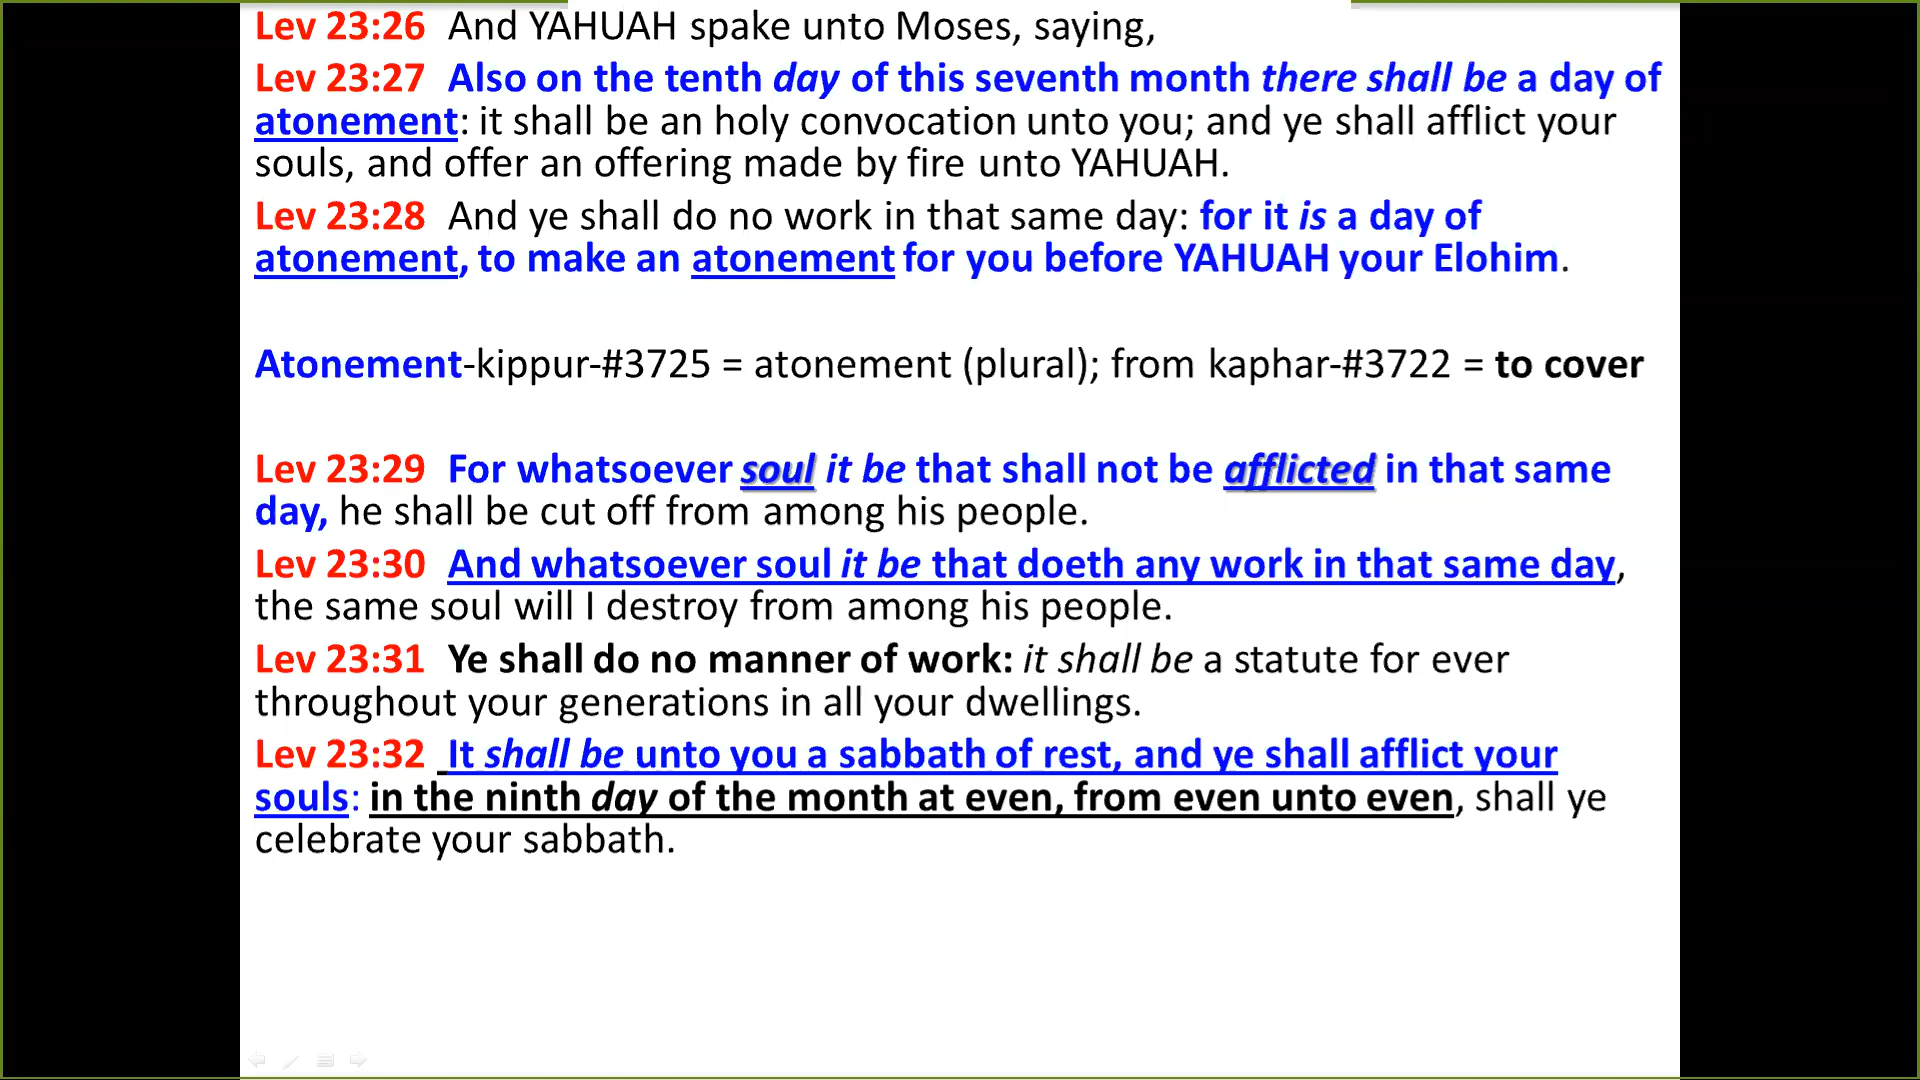 Lev 23:26 And YAHUAH spake unto Moses, saying,
Lev 23:27 Also on the tenth day of this seventh month there shall be a day of
atonement: it shall be an holy convocation unto you; and ye shall afflict your
souls, and offer an offering made by fire unto YAHUAH.
Lev 23:28 And ye shall do no work in that same day: for it is a day of
atonement, to make an atonement for you before YAHUAH your Elohim.
Atonement-kippur-#3725 = atonement (plural); from kaphar-#3722 = to cover
Lev 23:29 For whatsoever soul it be that shall not be afflicted in that same
day, he shall be cut off from among his people.
Lev 23:30 And whatsoever soul it be that doeth any work in that same day,
the same soul will I destroy from among his people.
Lev 23:31 Ye shall do no manner of work: it shall be a statute for ever
throughout your generations in all your dwellings.
Lev 23:32 It shall be unto you a sabbath of rest, and ye shall afflict your
souls: in the ninth day of the month at even, from even unto even, shall ye
celebrate your sabbath.